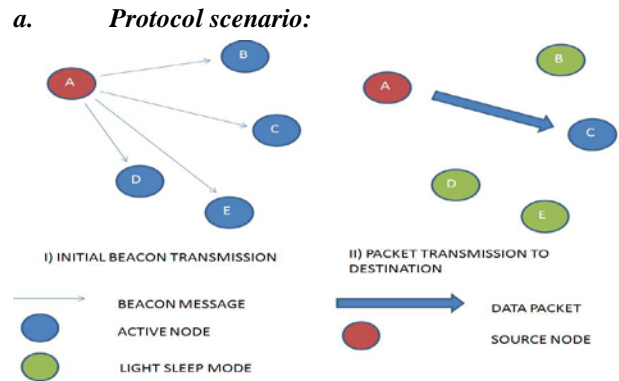 a. Protocol scenario:
A
B
C
D
E
I) INITIAL BEACON TRANSMISSION
A
B
C
D
E
II) PACKET TRANSMISSION TO
DESTINATION
BEACON MESSAGE
ACTIVE NODE
LIGHT SLEEP MODE
DATA PACKET
SOURCE NODE